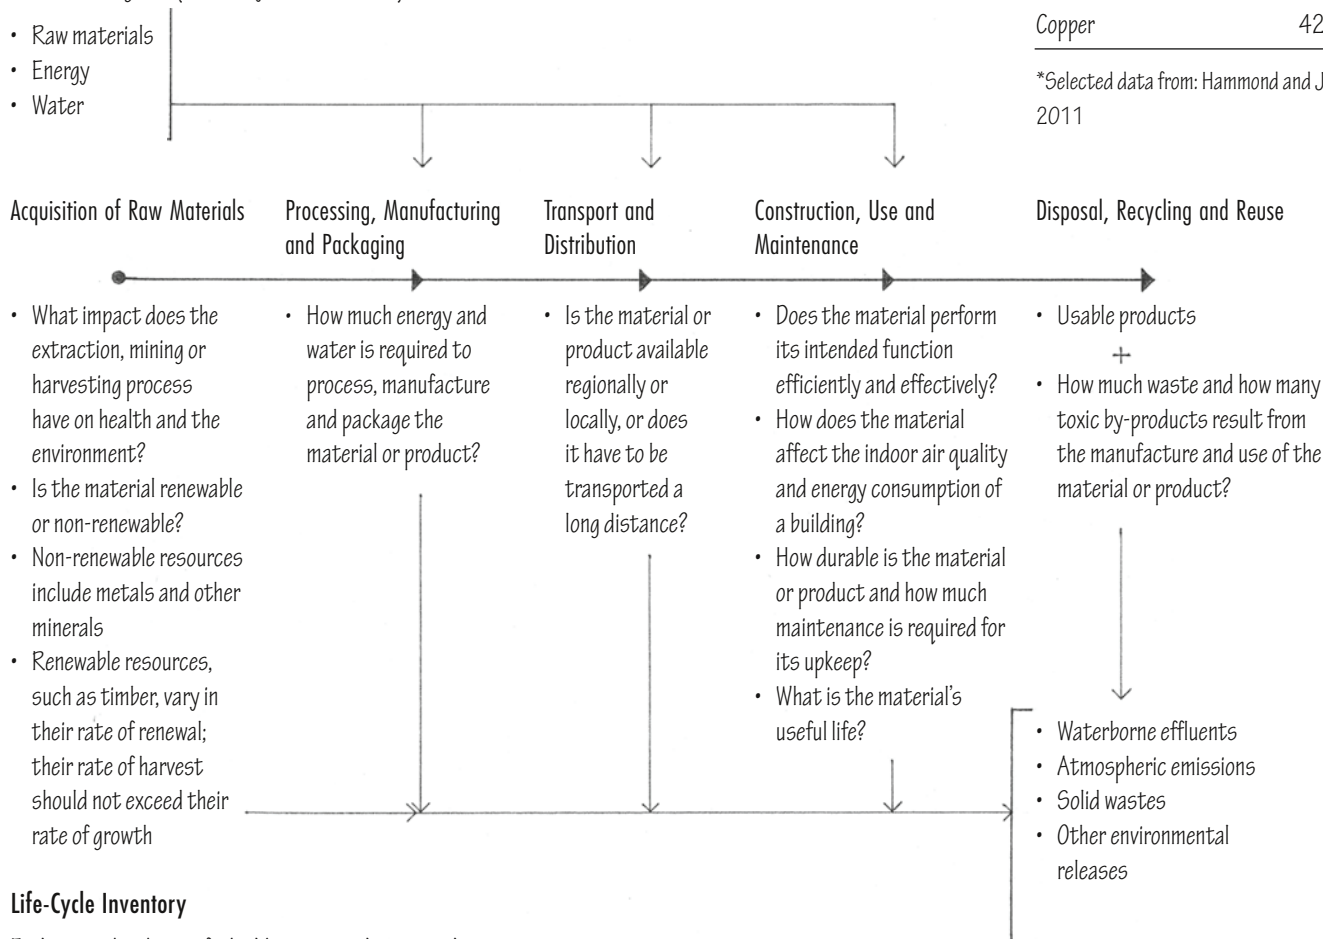 • Raw materials
• Energy
• Water
Copper 42
*Selected data from: Hammond and J
2011
Acquisition of Raw Materials
• What impact does the
extraction, mining or
harvesting process
have on health and the
environment?
• Is the material renewable
or non-renewable?
• Non-renewable resources
include metals and other
minerals
• Renewable resources,
such as timber, vary in
their rate of renewal;
their rate of harvest
should not exceed their
rate of growth
Processing, Manufacturing
and Packaging
• How much energy and
water is required to
process, manufacture
and package the
material or product?
Transport and
Distribution
• Is the material or
product available
regionally or
locally, or does
it have to be
transported a
long distance?
Construction, Use and
Maintenance
• Does the material perform
its intended function
efficiently and effectively?
• How does the material
affect the indoor air quality
and energy consumption of
a building?
• How durable is the material
or product and how much
maintenance is required for
its upkeep?
• What is the material's
useful life?
Disposal, Recycling and Reuse
• Usable products
+
• How much waste and how many
toxic by-products result from
the manufacture and use of the
material or product?
• Waterborne effluents
• Atmospheric emissions
• Solid wastes
• Other environmental
releases
Life-Cycle Inventory